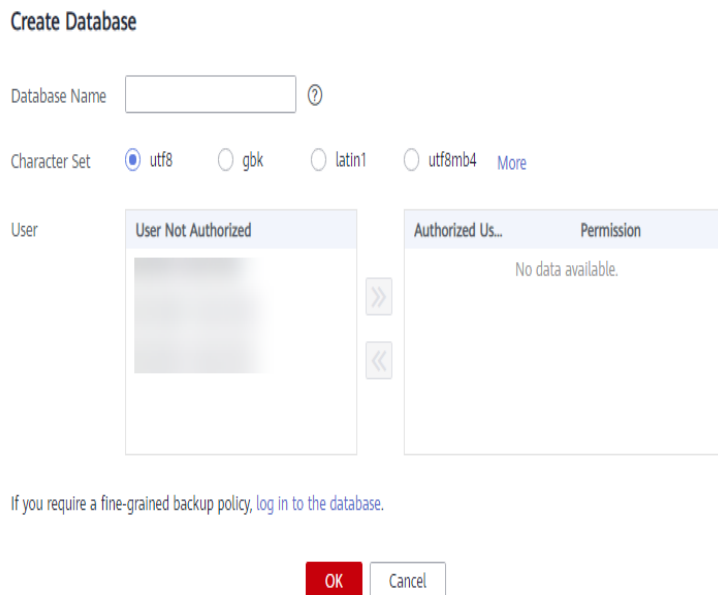 Create Database
Database Name ?
Character Set utf8 gbk latin1 utf8mb4 More
User User Not Authorized Authorized Us... Permission
No data available.
If you require a fine-grained backup policy, log in to the database.
OK Cancel